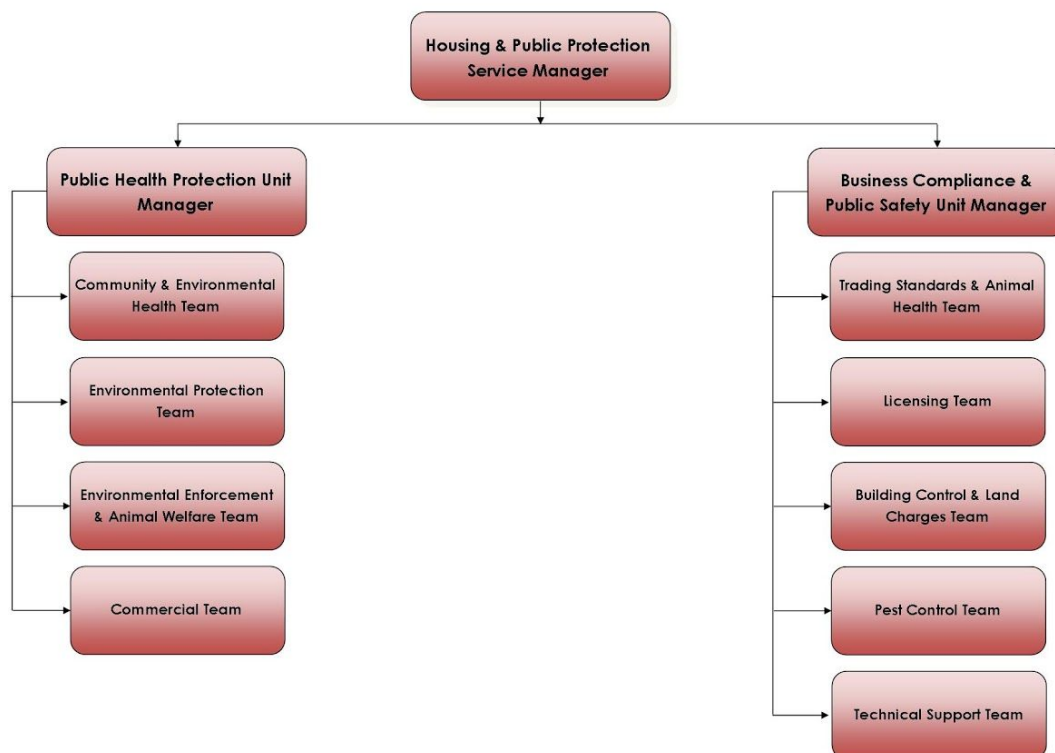 Housing & Public Protection
Service Manager
Public Health Protection Unit
Manager
Community & Environmental
Health Team
Environmental Protection
Team
Environmental Enforcement
& Animal Welfare Team
Commercial Team
Business Compliance &
Public Safety Unit Manager
Trading Standards & Animal
Health Team
Licensing Team
Building Control & Land
Charges Team
Pest Control Team
Technical Support Team